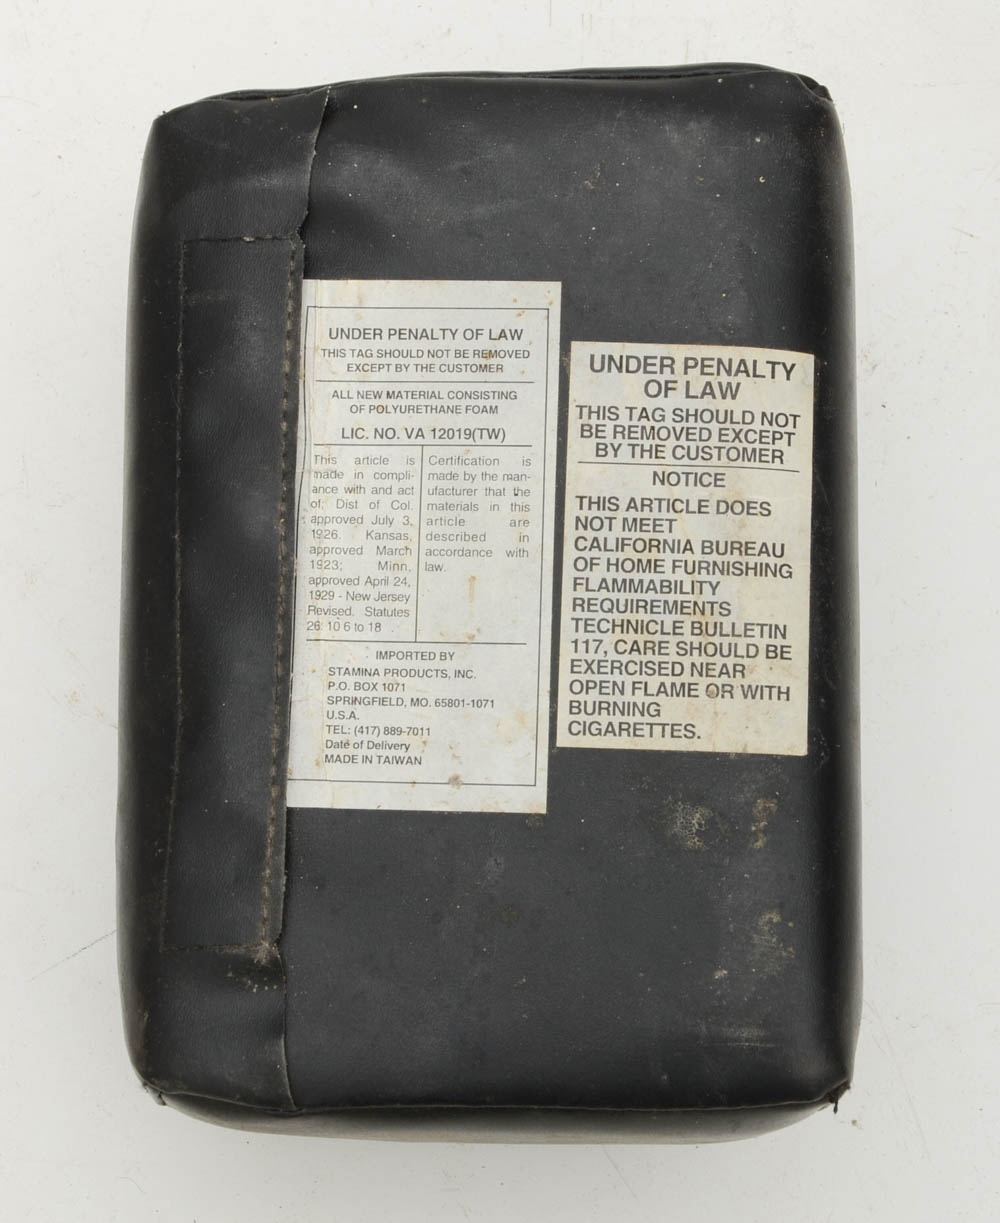 UNDER PENALTY OF LAW
THIS TAG SHOULD NOT BE REMOVED
EXCEPT BY THE CUSTOMER
ALL NEW MATERIAL CONSISTING
OF POLYURETHANE FOAM
LIC. NO. VA 12019(TW)
This article is
made in compli-
ance with and act
of; Dist of Col.
approved July 3,
1926. Kansas,
approved March
1923; Minn,
approved April 24,
1929 - New Jersey
Revised. Statutes
26: 10 6 to 18
Certification is
made by the man-
ufacturer that the
materials in this
article are
described in
accordance with
law.
IMPORTED BY
STAMINA PRODUCTS, INC.
P.O. BOX 1071
SPRINGFIELD, MO. 65801-1071
U.S.A.
TEL: (417) 889-7011
Date of Delivery
MADE IN TAIWAN
UNDER PENALTY
OF LAW
THIS TAG SHOULD NOT
BE REMOVED EXCEPT
BY THE CUSTOMER
NOTICE
THIS ARTICLE DOES
NOT MEET
CALIFORNIA BUREAU
OF HOME FURNISHING
FLAMMABILITY
REQUIREMENTS
TECHNICLE BULLETIN
117, CARE SHOULD BE
EXERCISED NEAR
OPEN FLAME OR WITH
BURNING
CIGARETTES.